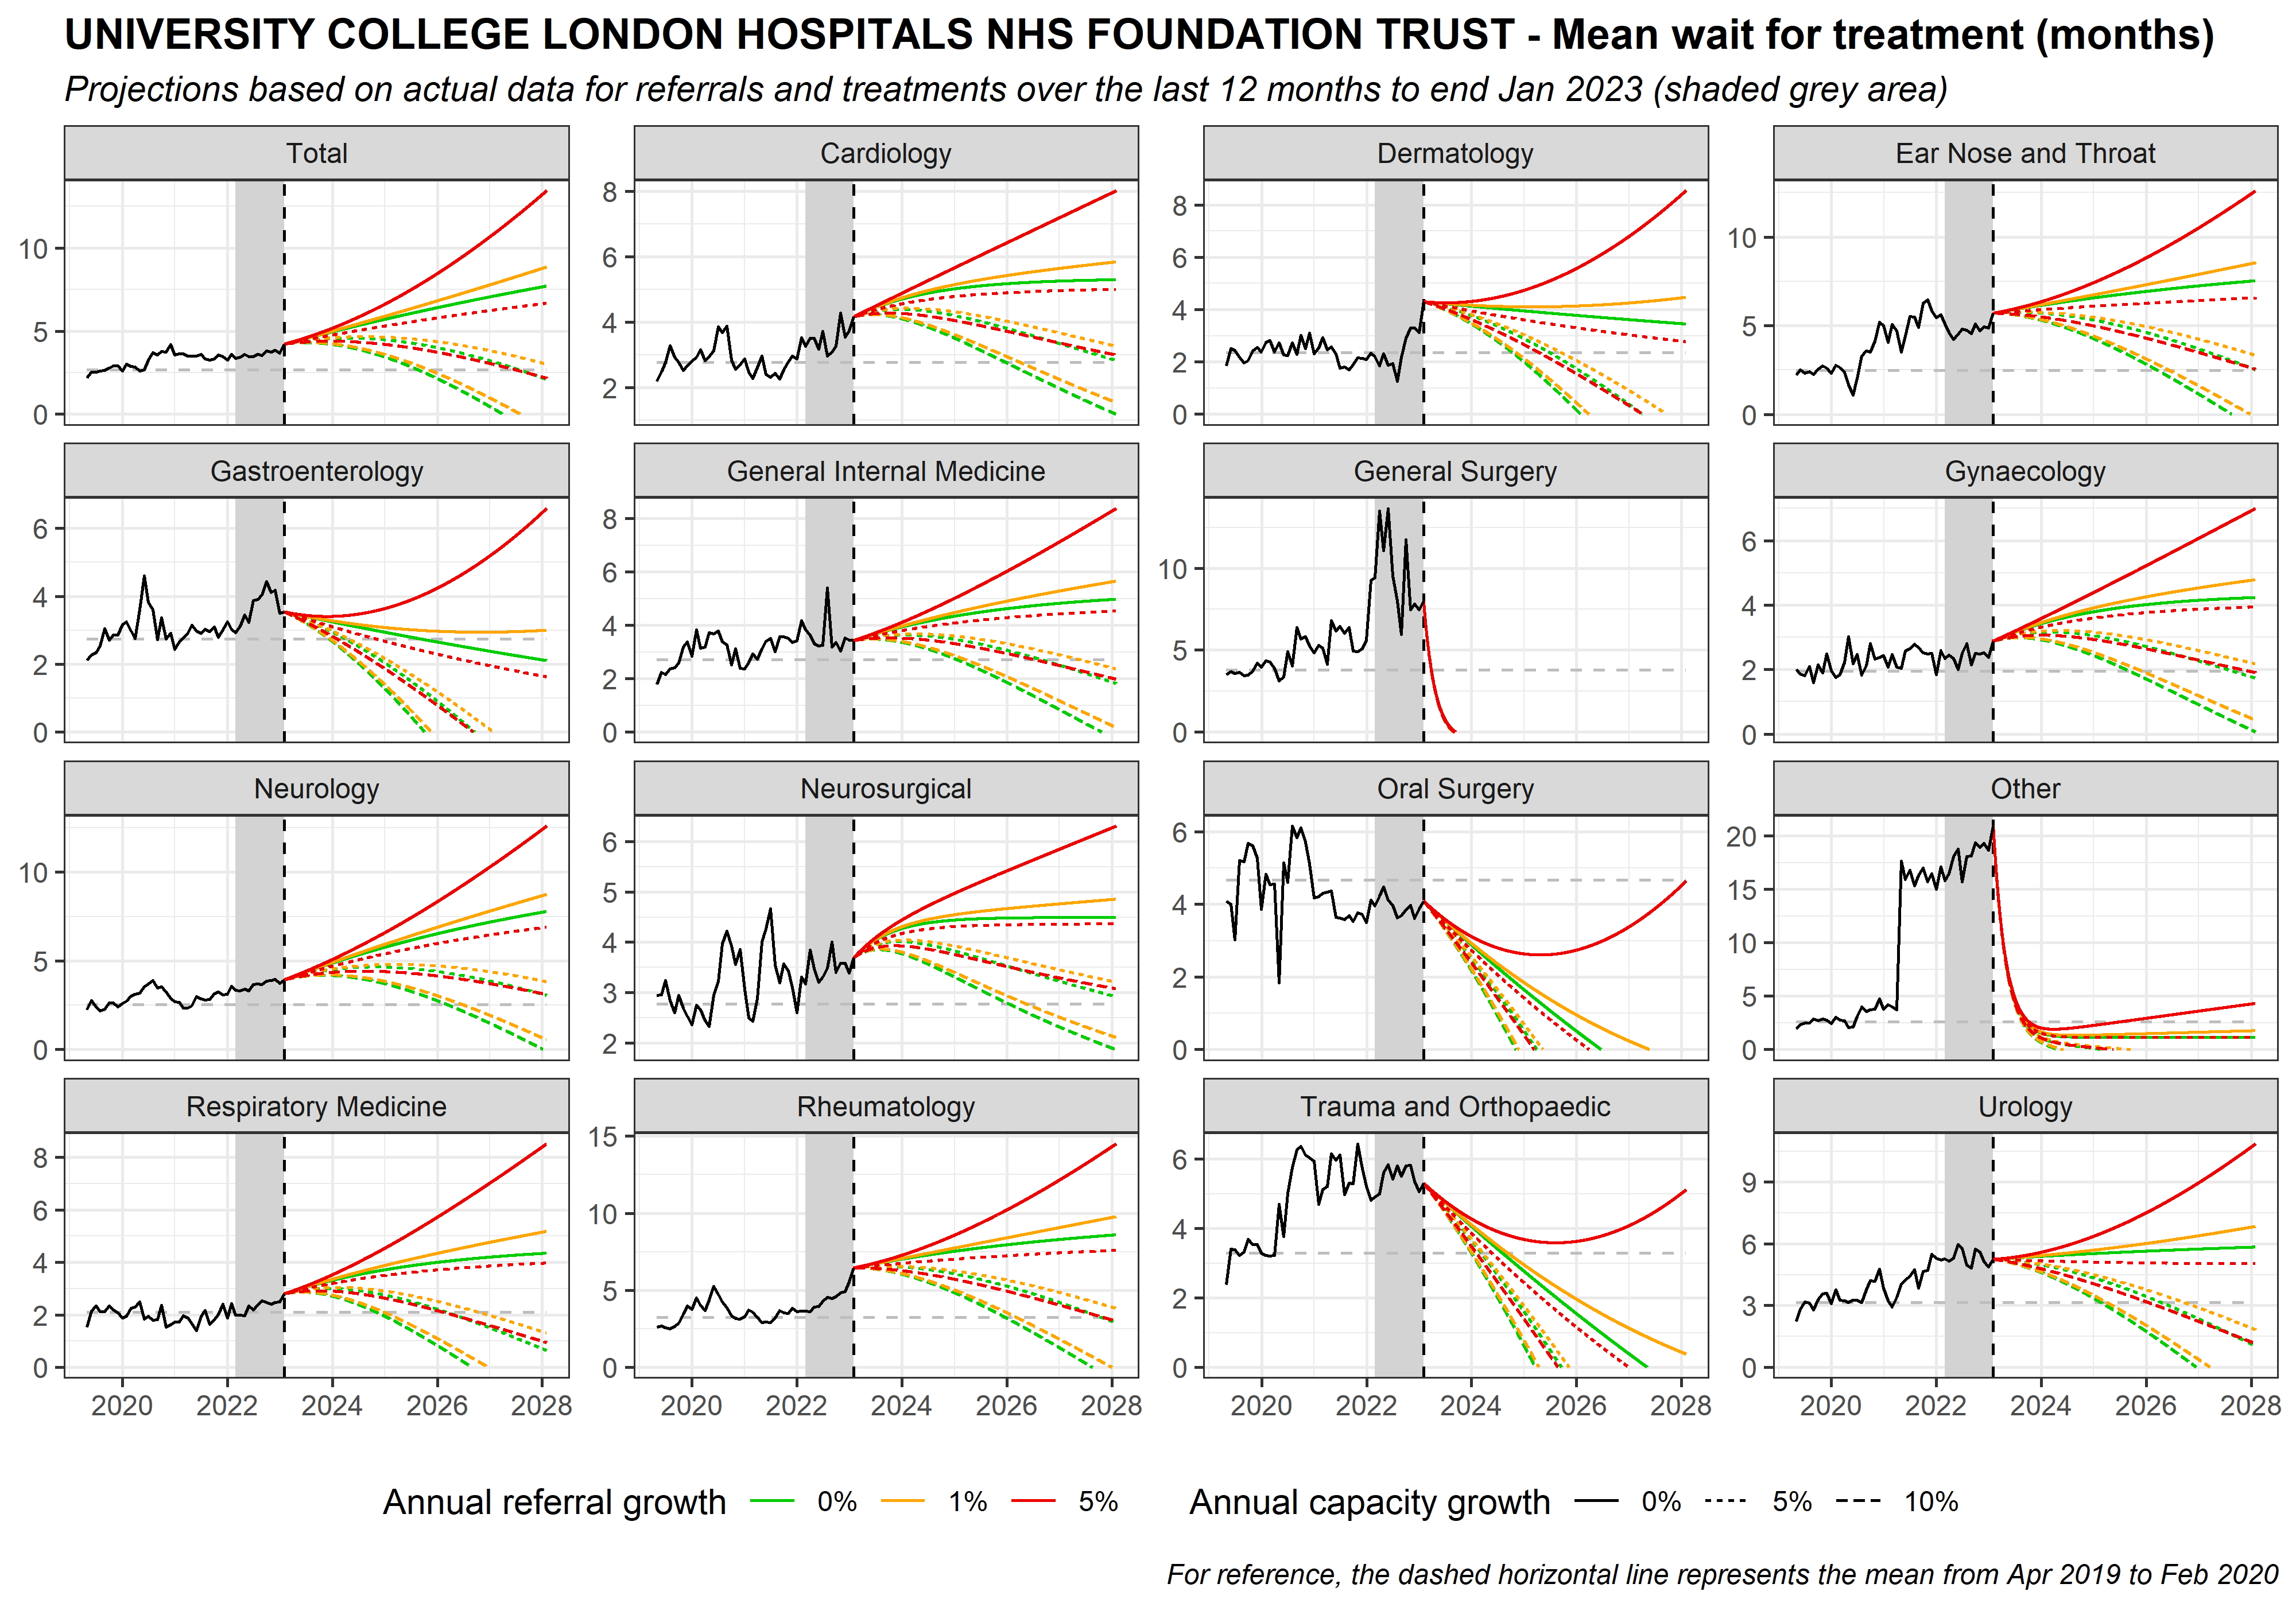 UNIVERSITY COLLEGE LONDON HOSPITALS NHS FOUNDATION TRUST - Mean wait for treatment (months)
Projections based on actual data for referrals and treatments over the last 12 months to end Jan 2023 (shaded grey area)
Total
Cardiology
Dermatology
Ear Nose and Throat
10
5
0
8
6
4
2
8
6
4
2
0
10
5
0
Gastroenterology
General Internal Medicine
General Surgery
Gynaecology
6
4
2
0
8
6
4
2
0
10
5
0
6
4
2
0
Neurology
Neurosurgical
Oral Surgery
Other
10
5
0
6
5
4
3
2
6
4
2
0
20
15
10
5
0
Respiratory Medicine
Rheumatology
Trauma and Orthopaedic
Urology
8
6
4
2
0
15
10
5
0
6
4
2
0
9
6
3
0
2020 2022 2024 2026 2028
2020 2022 2024 2026 2028
2020 2022 2024 2026 2028
2020 2022 2024 2026 2028
Annual referral growth 0% 1% 5%
Annual capacity growth 0% 5% 10%
For reference, the dashed horizontal line represents the mean from Apr 2019 to Feb 2020